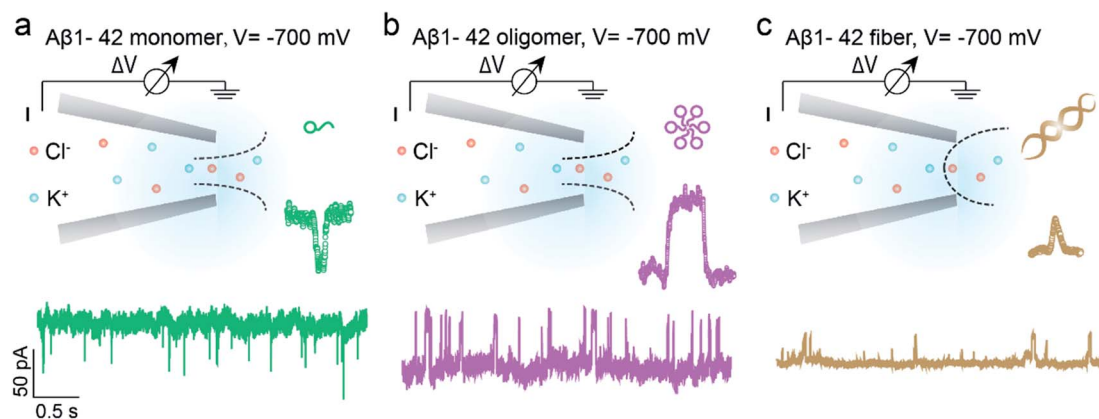 a
Aβ1- 42 monomer, V= -700 mV
ΔV
I
Cl-
K+
50 pA
0.5 s
b
Aβ1- 42 oligomer, V= -700 mV
ΔV
I
Cl-
K+
c
Aβ1- 42 fiber, V= -700 mV
ΔV
I
Cl-
K+